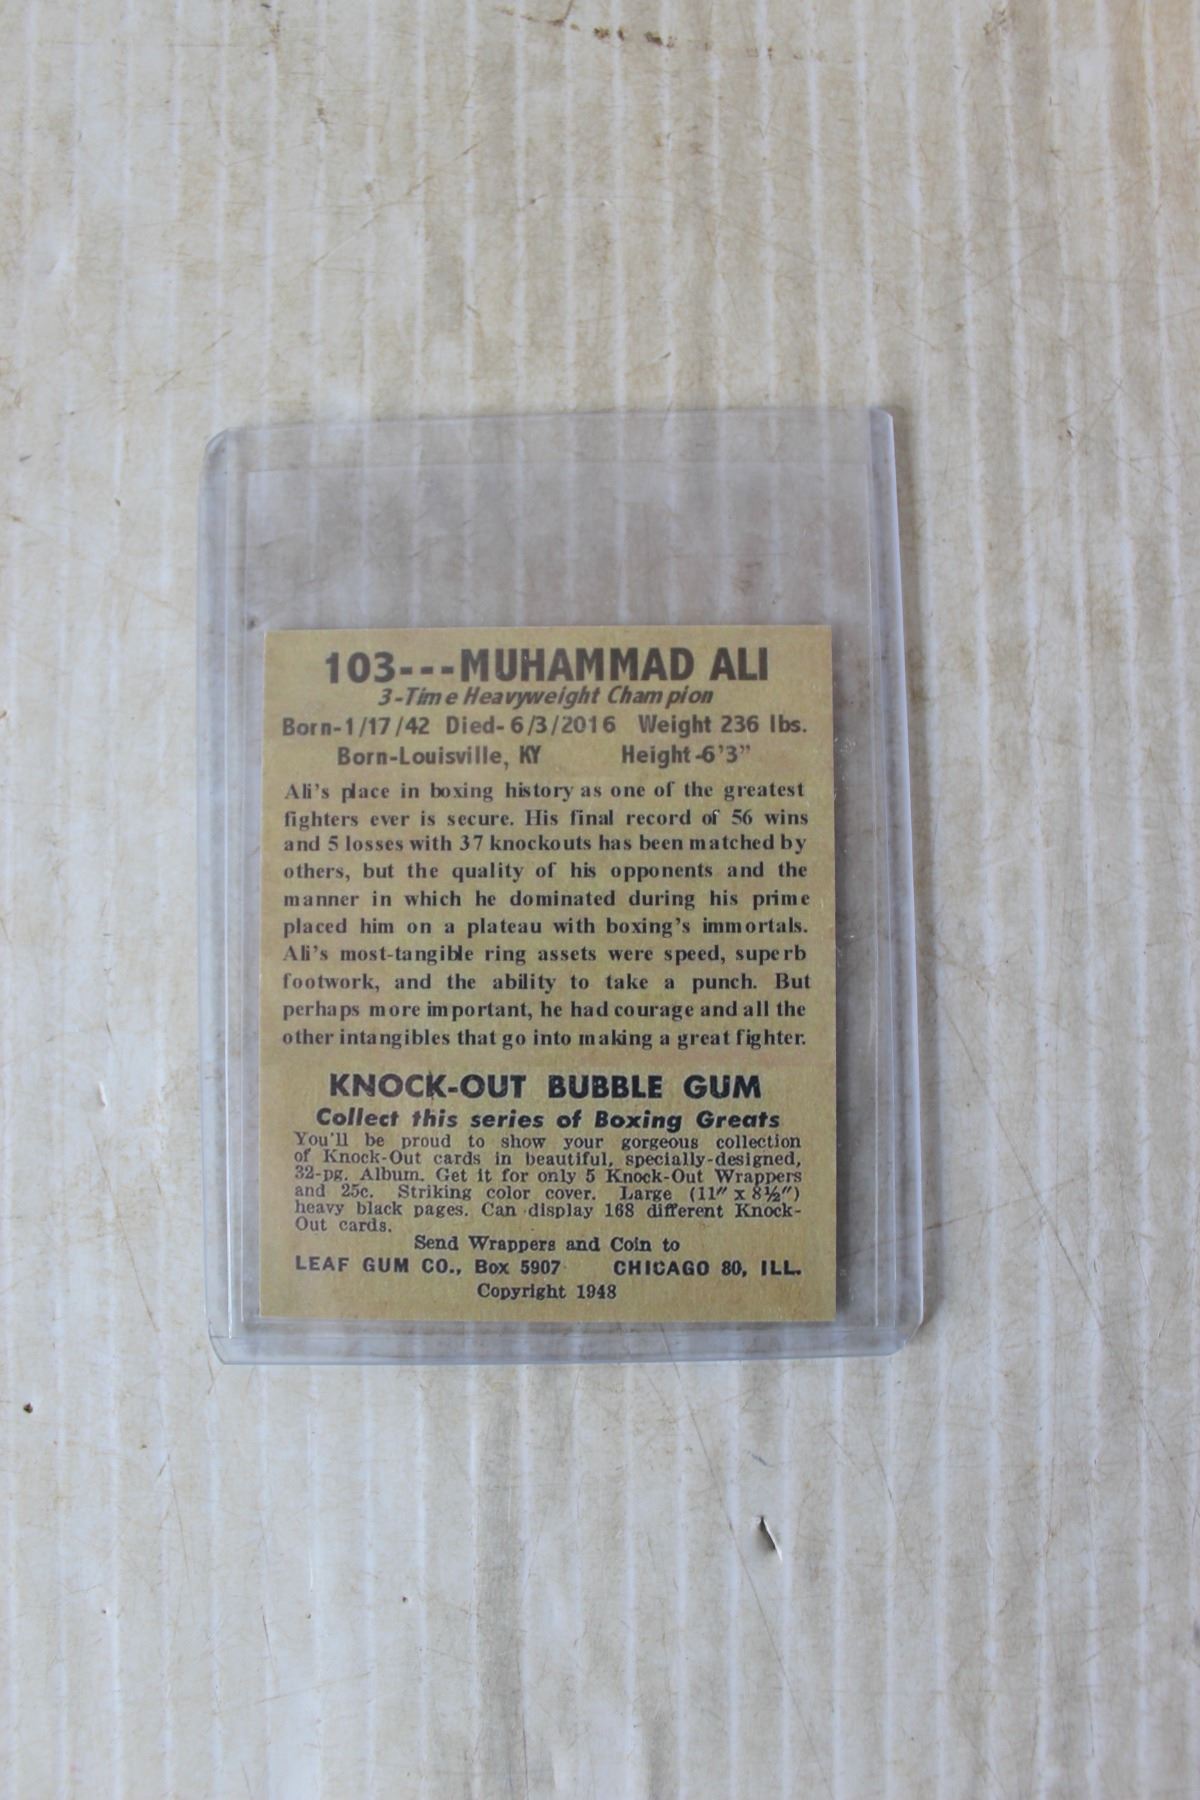 103---MUHAMMAD ALI
3-Time Heavyweight Champion
Born-1/17/42 Died-6/3/2016 Weight 236 lbs.
Born-Louisville, KY Height-6'3"
Ali's place in boxing history as one of the greatest
fighters ever is secure. His final record of 56 wins
and 5 losses with 37 knockouts has been matched by
others, but the quality of his opponents and the
manner in which he dominated during his prime
placed him on a plateau with boxing's immortals.
Ali's most-tangible ring assets were speed, superb
footwork, and the ability to take a punch. But
perhaps more important, he had courage and all the
other intangibles that go into making a great fighter.
KNOCK-OUT BUBBLE GUM
Collect this series of Boxing Greats
You'll be proud to show your gorgeous collection
of Knock-Out cards in beautiful, specially-designed,
32-pg. Album. Get it for only 5 Knock-Out Wrappers
and 25c. Striking color cover. Large (11" x 8½")
heavy black pages. Can display 168 different Knock-
Out cards.
Send Wrappers and Coin to
LEAF GUM CO., Box 5907 CHICAGO 80, ILL.
Copyright 1948